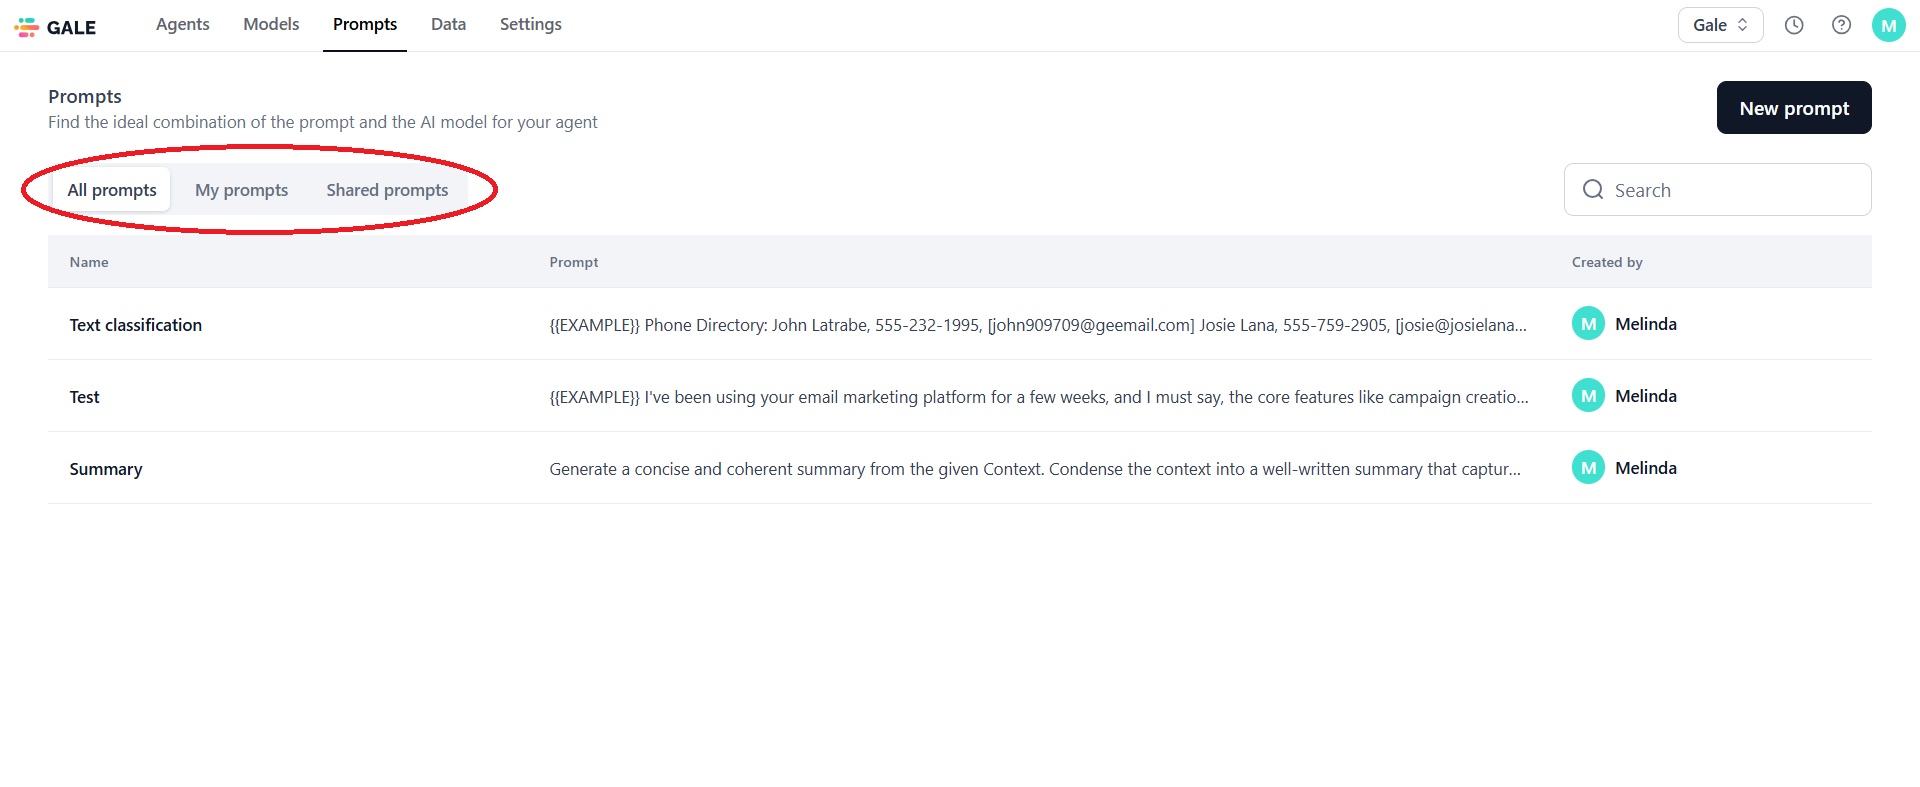 GALE Agents Models Prompts Data Settings Gale M
Prompts
Find the ideal combination of the prompt and the AI model for your agent
New prompt
All prompts My prompts Shared prompts Search
Name Prompt Created by
Text classification {{EXAMPLE}} Phone Directory: John Latrabe, 555-232-1995, [john909709@geemail.com] Josie Lana, 555-759-2905, [josie@josielana... M Melinda
Test {{EXAMPLE}} I've been using your email marketing platform for a few weeks, and I must say, the core features like campaign creatio... M Melinda
Summary Generate a concise and coherent summary from the given Context. Condense the context into a well-written summary that captur... M Melinda